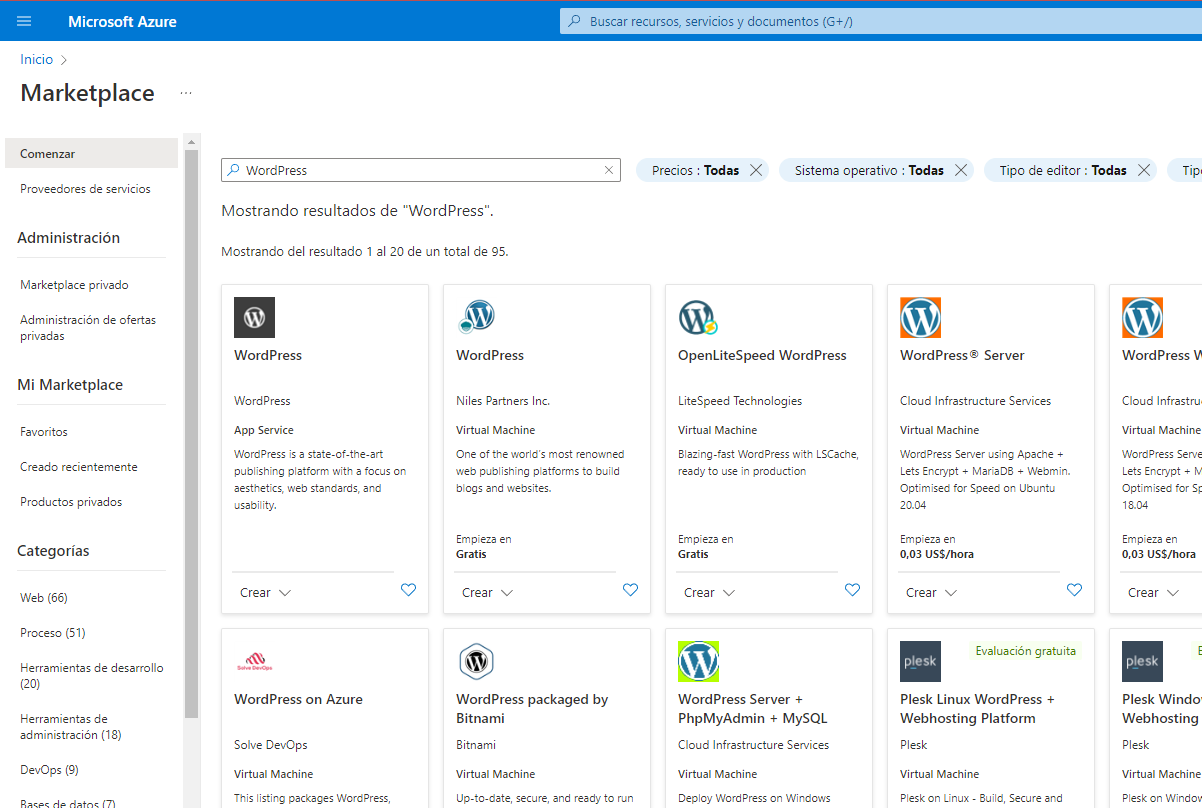 Microsoft Azure
Buscar recursos, servicios y documentos (G+/)
Inicio
Marketplace
Comenzar
Proveedores de servicios
Administración
Marketplace privado
Administración de ofertas
privadas
Mi Marketplace
Favoritos
Creado recientemente
Productos privados
Categorías
Web (66)
Proceso (51)
Herramientas de desarrollo
(20)
Herramientas de
administración (18)
DevOps (9)
Bases de datos (7)
WordPress
Precios : Todas
Sistema operativo : Todas
Tipo de editor : Todas
Tipo
Mostrando resultados de "WordPress".
Mostrando del resultado 1 al 20 de un total de 95.
WordPress
WordPress
App Service
WordPress is a state-of-the-art
publishing platform with a focus on
aesthetics, web standards, and
usability.
Crear
WordPress
Niles Partners Inc.
Virtual Machine
One of the world's most renowned
web publishing platforms to build
blogs and websites.
Empieza en
Gratis
Crear
OpenLiteSpeed WordPress
LiteSpeed Technologies
Virtual Machine
Blazing-fast WordPress with LSCache,
ready to use in production
Empieza en
Gratis
Crear
WordPress® Server
Cloud Infrastructure Services
Virtual Machine
WordPress Server using Apache +
Lets Encrypt + MariaDB + Webmin.
Optimised for Speed on Ubuntu
20.04
Empieza en
0,03 US$/hora
Crear
WordPress W
Cloud Infrastru
Virtual Machine
WordPress Serve
Lets Encrypt + M
Optimised for Sp
18.04
Empieza en
0,03 US$/hora
Crear
Solve DevOps
WordPress on Azure
Solve DevOps
Virtual Machine
This listing packages WordPress,
WordPress packaged by
Bitnami
Bitnami
Virtual Machine
Up-to-date, secure, and ready to run
WordPress Server +
PhpMyAdmin + MySQL
Cloud Infrastructure Services
Virtual Machine
Deploy WordPress on Windows
plesk
Evaluación gratuita
Plesk Linux WordPress +
Webhosting Platform
Plesk
Virtual Machine
Plesk on Linux - Build, Secure and
plesk
E
Plesk Window
Webhosting
Plesk
Virtual Machine
Plesk on Windo